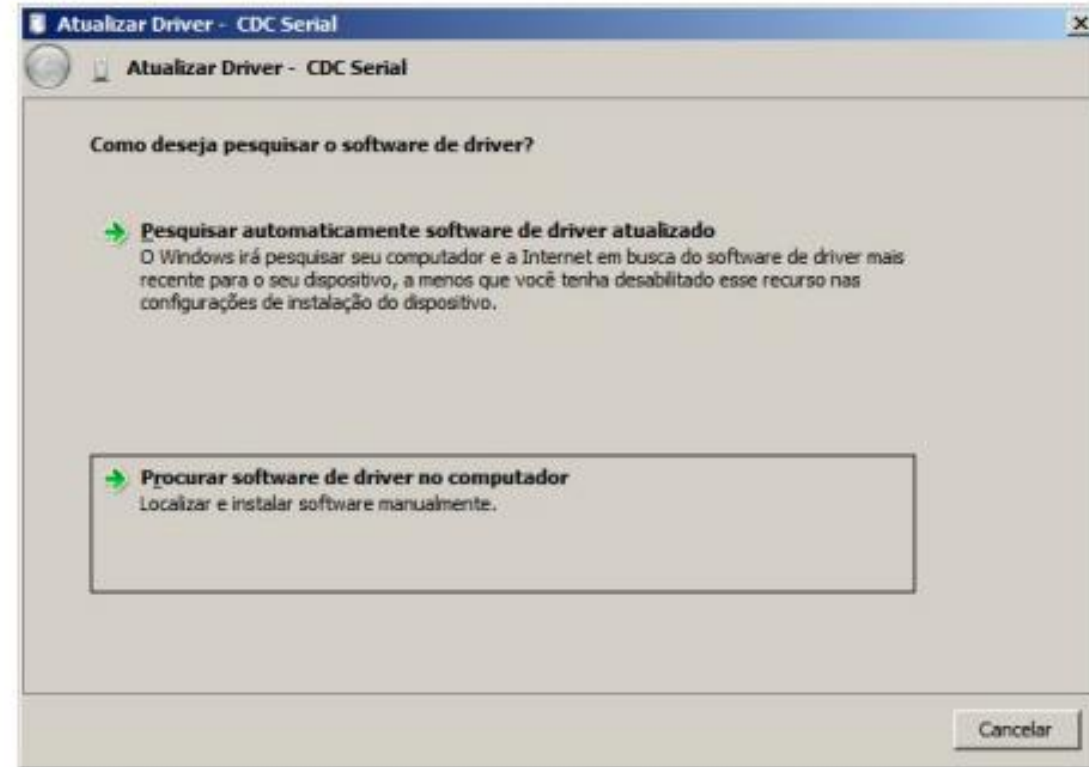 Atualizar Driver - CDC Serial
Atualizar Driver - CDC Serial
Como deseja pesquisar o software de driver?
Pesquisar automaticamente software de driver atualizado
O Windows irá pesquisar seu computador e a Internet em busca do software de driver mais
recente para o seu dispositivo, a menos que você tenha desabilitado esse recurso nas
configurações de instalação do dispositivo.
Procurar software de driver no computador
Localizar e instalar software manualmente.
Cancelar